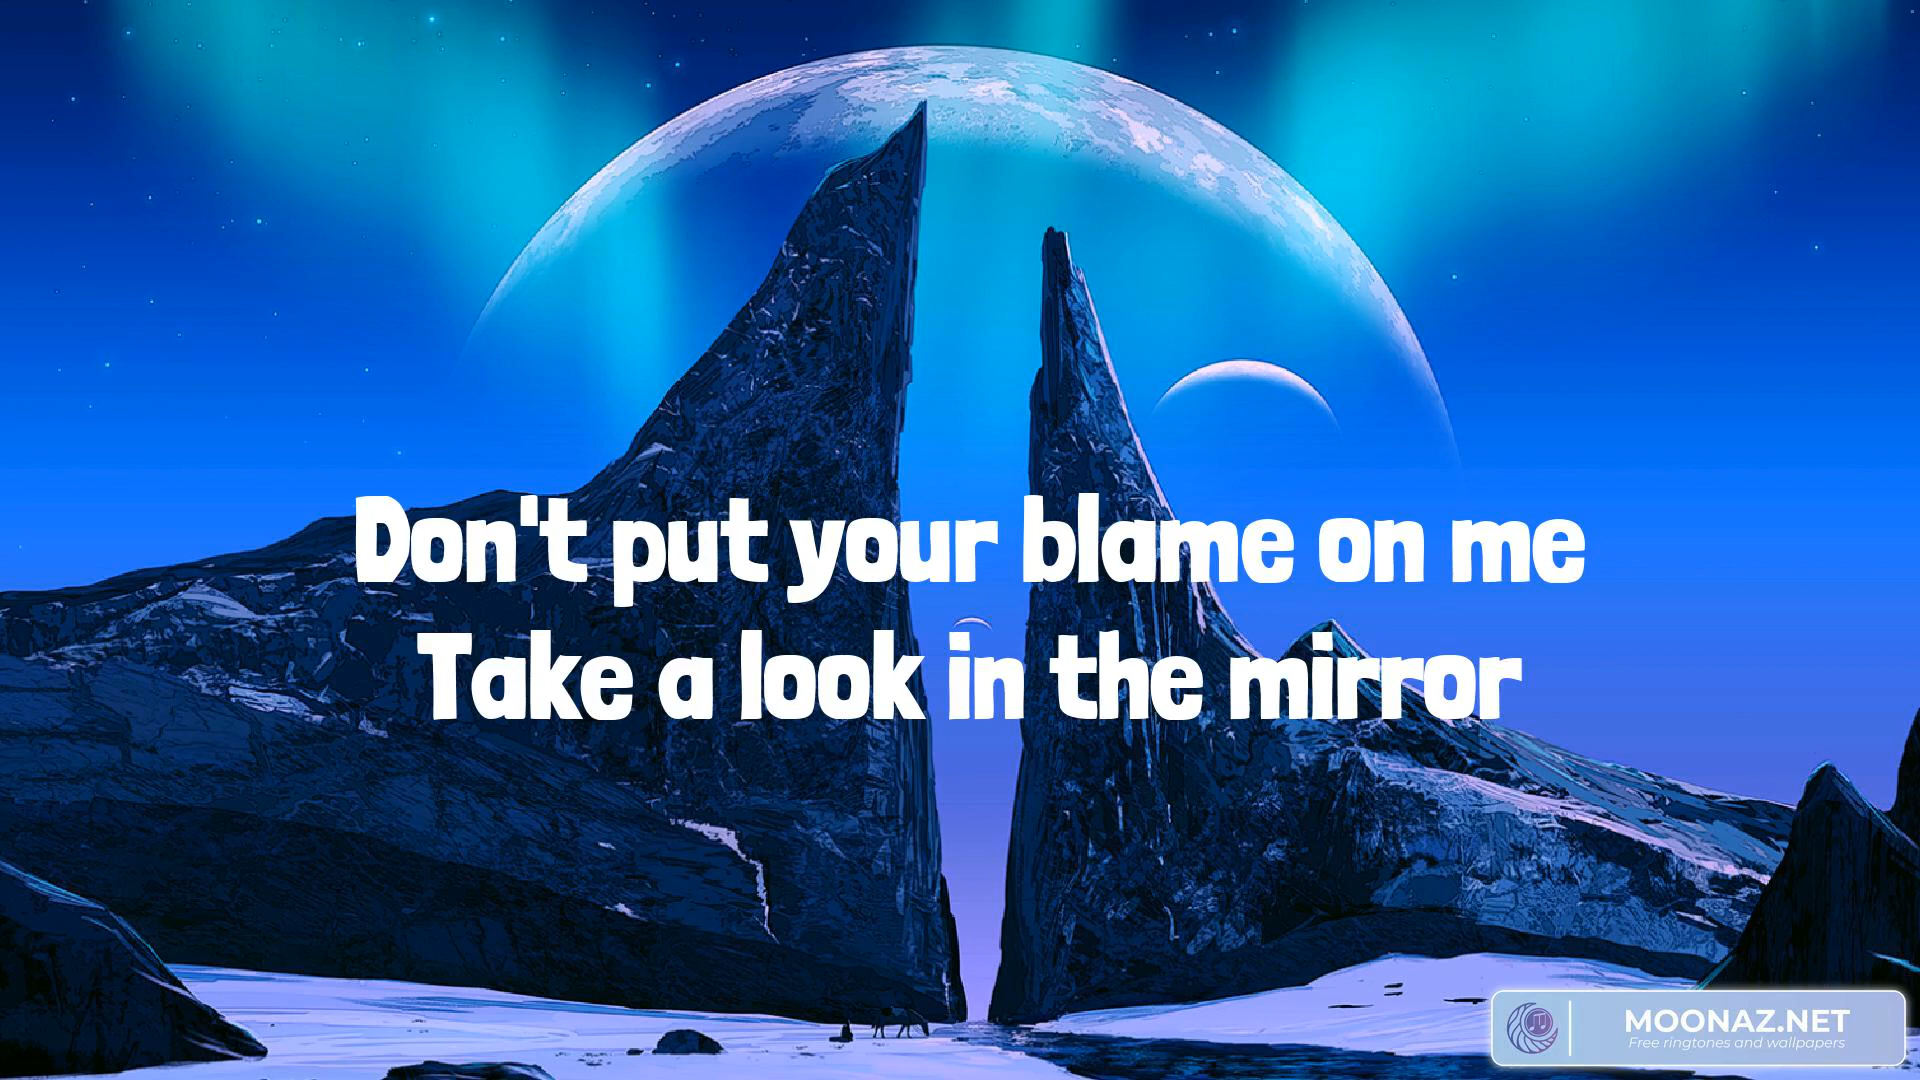 Don't put your blame on me
Take a look in the mirror
MOONAZ.NET
Free ringtones and wallpapers